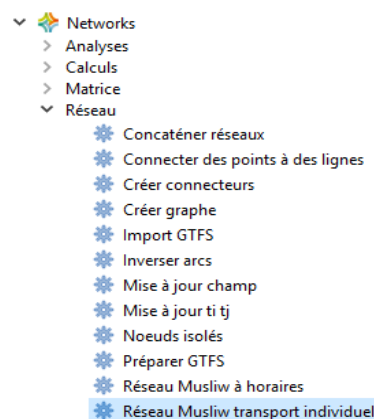 Networks
Analyses
Calculs
Matrice
Réseau
Concaténer réseaux
Connecter des points à des lignes
Créer connecteurs
Créer graphe
Import GTFS
Inverser arcs
Mise à jour champ
Mise à jour ti tj
Noeuds isolés
Préparer GTFS
Réseau Musliw à horaires
Réseau Musliw transport individuel